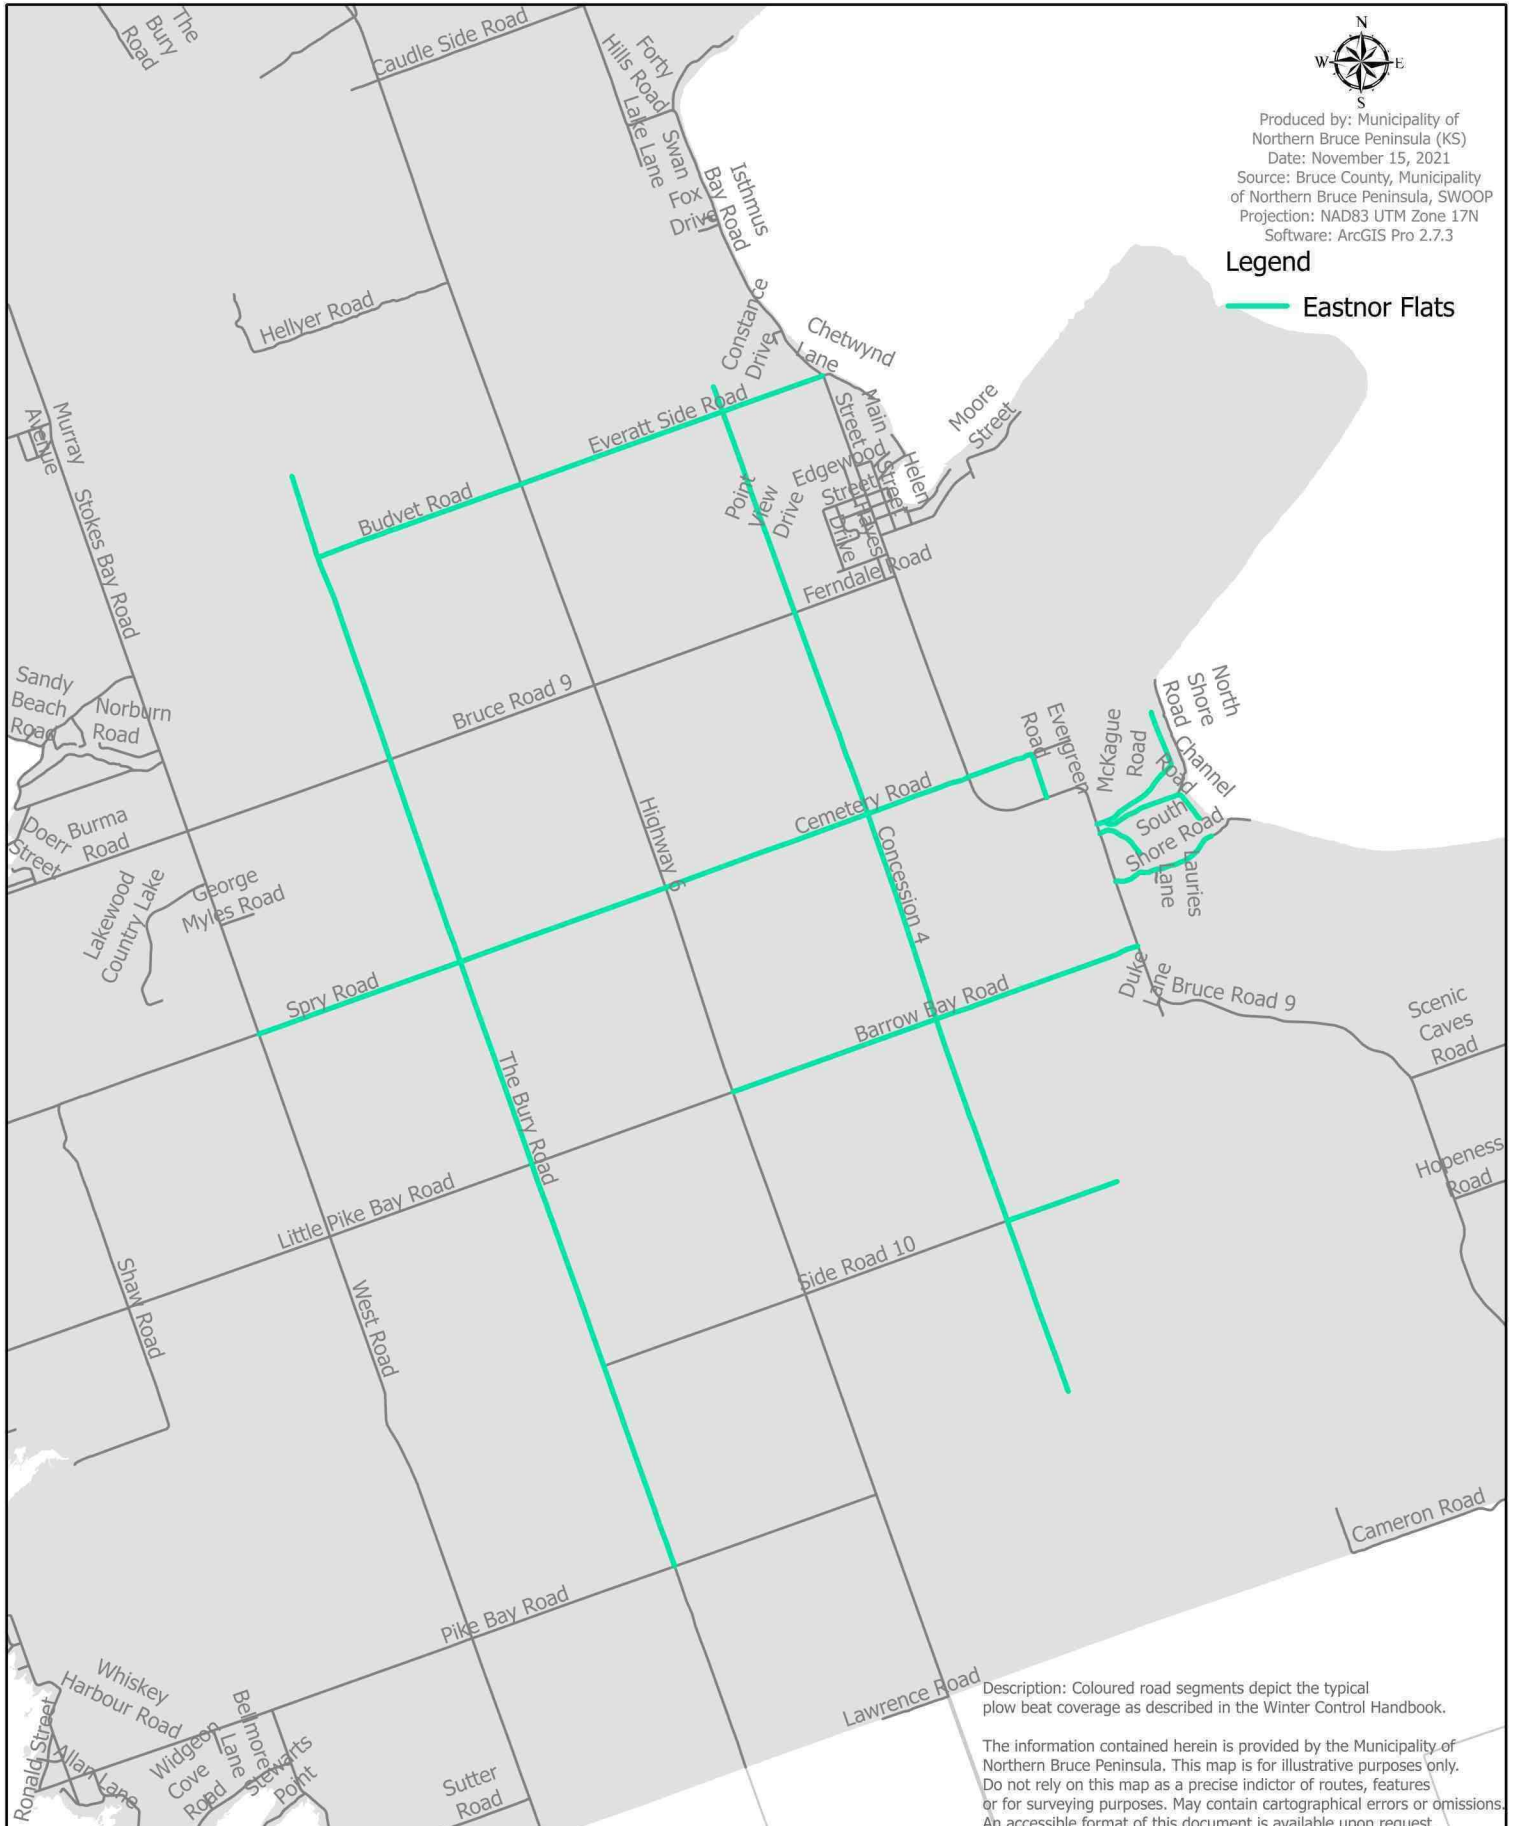 The
Bury
Road
Caudle Side Road
Forty
Hills Road
Lake Lane
Swan
Fox
Drive
Isthmus
Bay Road
N
W
E
S
Produced by: Municipality of
Northern Bruce Peninsula (KS)
Date: November 15, 2021
Source: Bruce County, Municipality
of Northern Bruce Peninsula, SWOOP
Projection: NAD83 UTM Zone 17N
Software: ArcGIS Pro 2.7.3
Legend
Eastnor Flats
Hellyer Road
Constance
Drive
Chetwynd
Lane
Main
Street
Moore
Street
Everatt Side Road
Budvet Road
Murray
Avenue
Stokes Bay Road
Point
View
Drive
Edgewood
Street
Helen
Street
Hayes
Drive
Ferndale Road
Sandy
Beach
Road
Norburn
Road
Bruce Road 9
North
Shore
Road
Evergreen
Road
McKague
Road
Channel
Road
South
Shore Road
Lauries
Lane
Burma
Road
Doerr
Street
Highway 6
Cemetery Road
Concession 4
Lakewood
Country Lake
George
Myles Road
Spry Road
Barrow Bay Road
Duke
Lane
Bruce Road 9
Scenic
Caves
Road
The Bury Road
Little Pike Bay Road
Hopeness
Road
Side Road 10
Shaw Road
West Road
Cameron Road
Pike Bay Road
Whiskey
Harbour Road
Ronald Street
Allan Lane
Widgeon
Cove
Road
Bellmore
Lane
Stewarts
Point
Sutter
Road
Lawrence Road
Description: Coloured road segments depict the typical
plow beat coverage as described in the Winter Control Handbook.
The information contained herein is provided by the Municipality of
Northern Bruce Peninsula. This map is for illustrative purposes only.
Do not rely on this map as a precise indictor of routes, features
or for surveying purposes. May contain cartographical errors or omissions.
An accessible format of this document is available upon request.